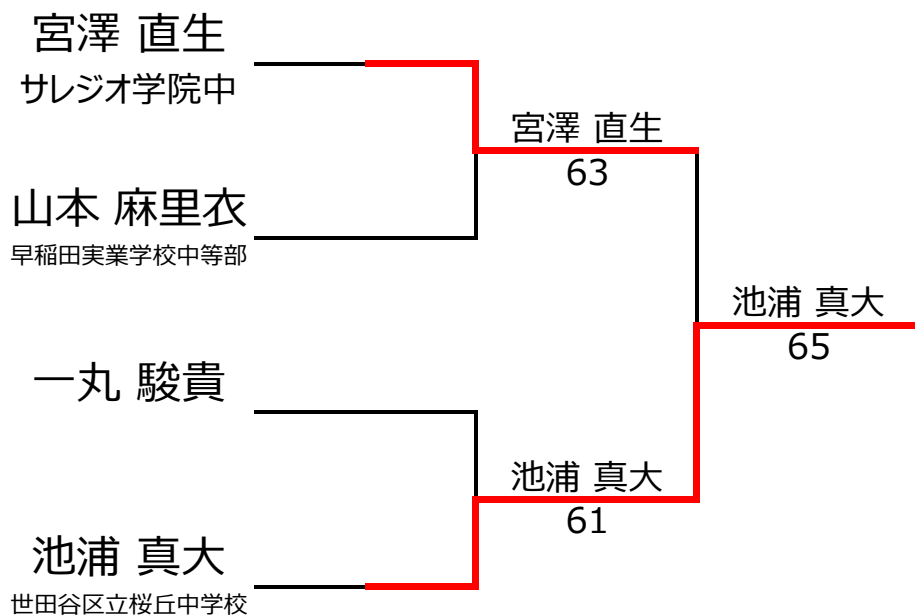 宮澤 直生
サレジオ学院中
宮澤 直生
63
山本 麻里衣
早稲田実業学校中等部
池浦 真大
65
一丸 駿貴
池浦 真大
61
池浦 真大
世田谷区立桜丘中学校